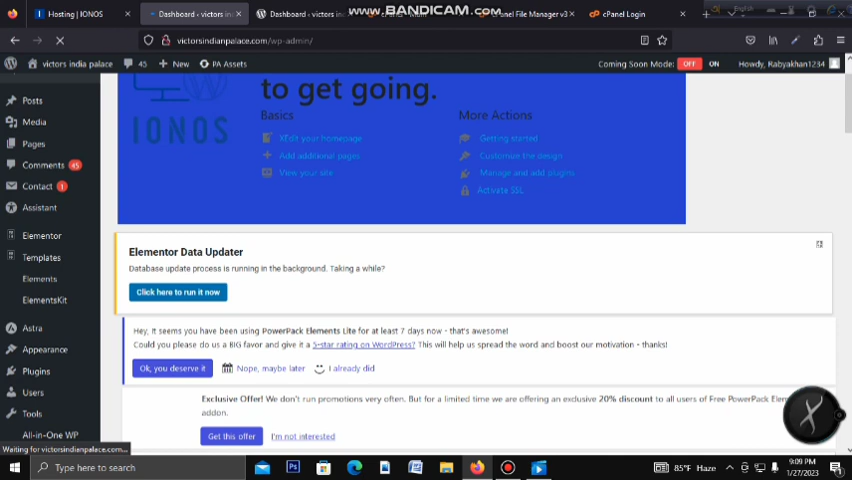 WWW.BANDICAM.COM
Hosting | IONOS
Dashboard ‹ victors in
Dashboard ‹ victors in
cPanel File Manager v3
cPanel Login
victorsindianpalace.com/wp-admin/
victors india palace
45
New
PA Assets
Coming Soon Mode:
OFF
ON
Howdy, Rabyakhan1234
Posts
Media
Pages
Comments 45
Contact 1
Assistant
Elementor
Templates
Elements
ElementsKit
Astra
Appearance
Plugins
Users
Tools
All-in-One WP
IONOS
to get going.
Basics
Edit your homepage
Add additional pages
View your site
More Actions
Getting started
Customize the design
Manage and add plugins
Activate SSL
Elementor Data Updater
Database update process is running in the background. Taking a while?
Click here to run it now
Hey, It seems you have been using PowerPack Elements Lite for at least 7 days now - that's awesome!
Could you please do us a BIG favor and give it a 5-star rating on WordPress? This will help us spread the word and boost our motivation - thanks!
Ok, you deserve it
Nope, maybe later
I already did
Exclusive Offer! We don't run promotions very often. But for a limited time we are offering an exclusive 20% discount to all users of Free PowerPack
addon.
Get this offer
I'm not interested
Waiting for victorsindianpalace.com...
Type here to search
85°F Haze
9:09 PM
1/27/2023